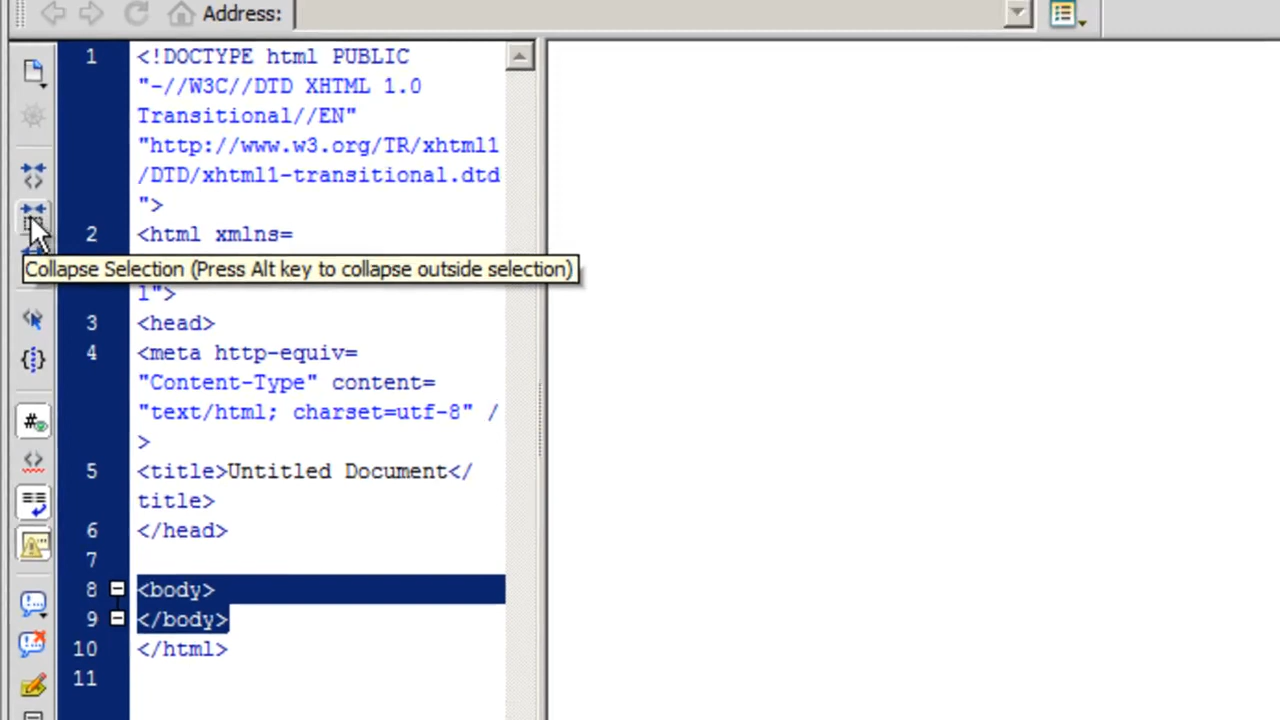 Address:
1 <!DOCTYPE html PUBLIC
"-//W3C//DTD XHTML 1.0
Transitional//EN"
"http://www.w3.org/TR/xhtml1
/DTD/xhtml1-transitional.dtd
">
2 <html xmlns=
Collapse Selection (Press Alt key to collapse outside selection)
l">
3 <head>
4 <meta http-equiv=
"Content-Type" content=
"text/html; charset=utf-8" /
>
5 <title>Untitled Document</
title>
6 </head>
7
8 <body>
9 </body>
10 </html>
11